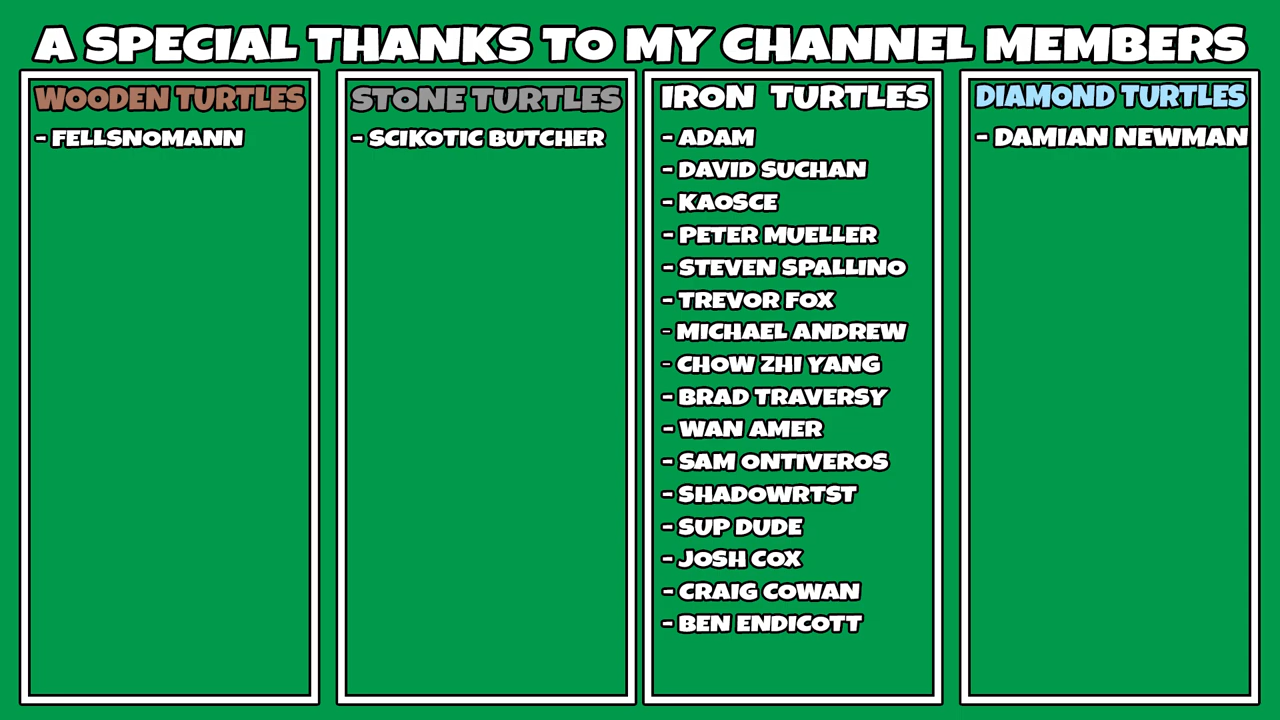 A SPECIAL THANKS TO MY CHANNEL MEMBERS
WOODEN TURTLES
- FELLSNOMANN
STONE TURTLES
- SCIKOTIC BUTCHER
IRON TURTLES
- ADAM
- DAVID SUCHAN
- KAOSCE
- PETER MUELLER
- STEVEN SPALLINO
- TREVOR FOX
- MICHAEL ANDREW
- CHOW ZHI YANG
- BRAD TRAVERSY
- WAN AMER
- SAM ONTIVEROS
- SHADOWRTST
- SUP DUDE
- JOSH COX
- CRAIG COWAN
- BEN ENDICOTT
DIAMOND TURTLES
- DAMIAN NEWMAN